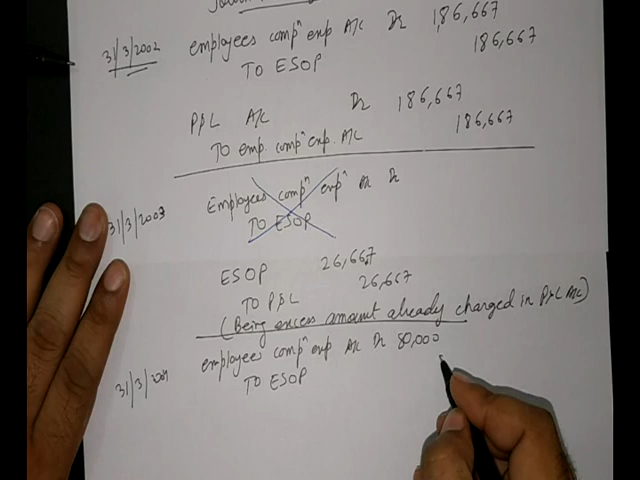 31/3/2002 employees compn exp A/c Dr 186,667
TO ESOP 186,667
P&L A/c Dr 186,667
TO emp. compn exp. A/c 186,667
31/3/2003 Employees compn expn A/c Dr
TO ESOP
ESOP 26,667
TO P&L 26,667
(Being excess amount already charged in P&L A/c)
31/3/2004 employees compn exp A/c Dr 80,000
TO ESOP